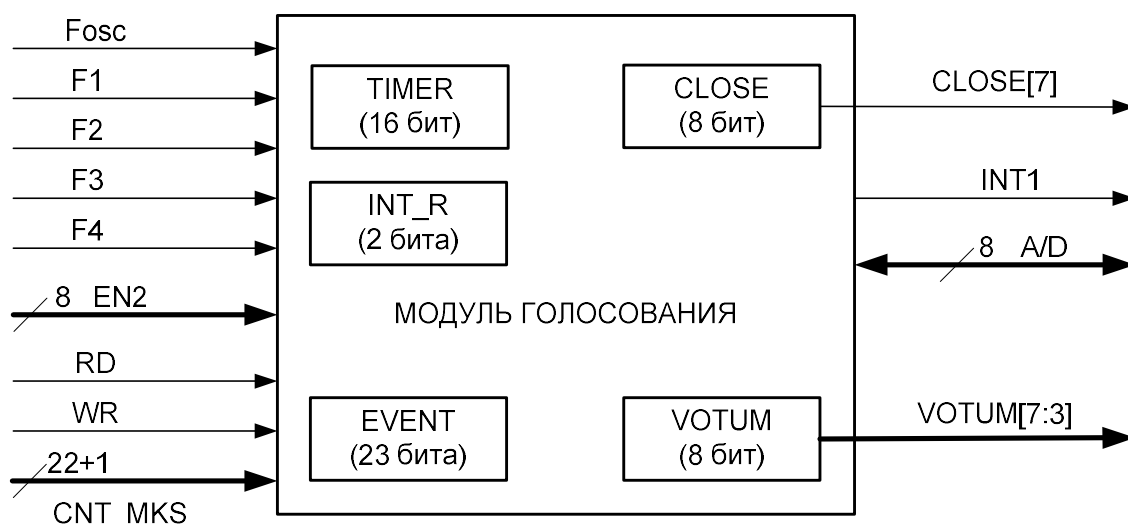 Fosc
F1
F2
F3
F4
8 EN2
RD
WR
22+1
CNT MKS
TIMER
(16 бит)
INT_R
(2 бита)
CLOSE
(8 бит)
МОДУЛЬ ГОЛОСОВАНИЯ
EVENT
(23 бита)
VOTUM
(8 бит)
CLOSE[7]
INT1
8 A/D
VOTUM[7:3]